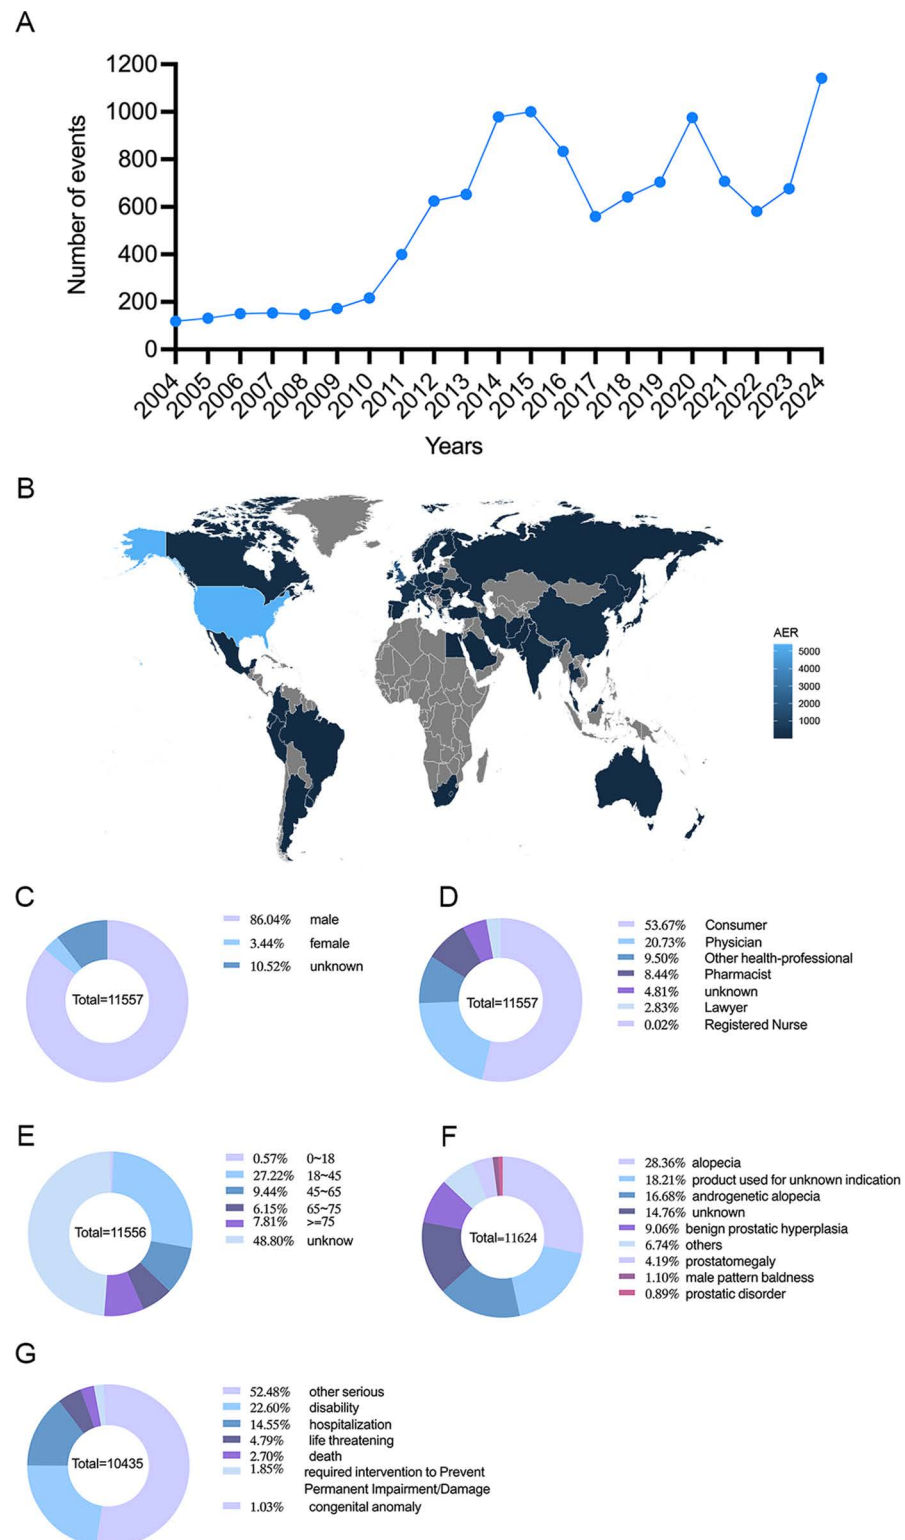 A
1200
1000
800
600
400
200
0
Number of events
2004
2005
2006
2007
2008
2009
2010
2011
2012
2013
2014
2015
2016
2017
2018
2019
2020
2021
2022
2023
2024
Years
B
AER
5000
4000
3000
2000
1000
C
Total=11557
86.04% male
3.44% female
10.52% unknown
D
Total=11557
53.67% Consumer
20.73% Physician
9.50% Other health-professional
8.44% Pharmacist
4.81% unknown
2.83% Lawyer
0.02% Registered Nurse
E
Total=11556
0.57% 0~18
27.22% 18~45
9.44% 45~65
6.15% 65~75
7.81% >=75
48.80% unknow
F
Total=11624
28.36% alopecia
18.21% product used for unknown indication
16.68% androgenetic alopecia
14.76% unknown
9.06% benign prostatic hyperplasia
6.74% others
4.19% prostatomegaly
1.10% male pattern baldness
0.89% prostatic disorder
G
Total=10435
52.48% other serious
22.60% disability
14.55% hospitalization
4.79% life threatening
2.70% death
1.85% required intervention to Prevent
Permanent Impairment/Damage
1.03% congenital anomaly